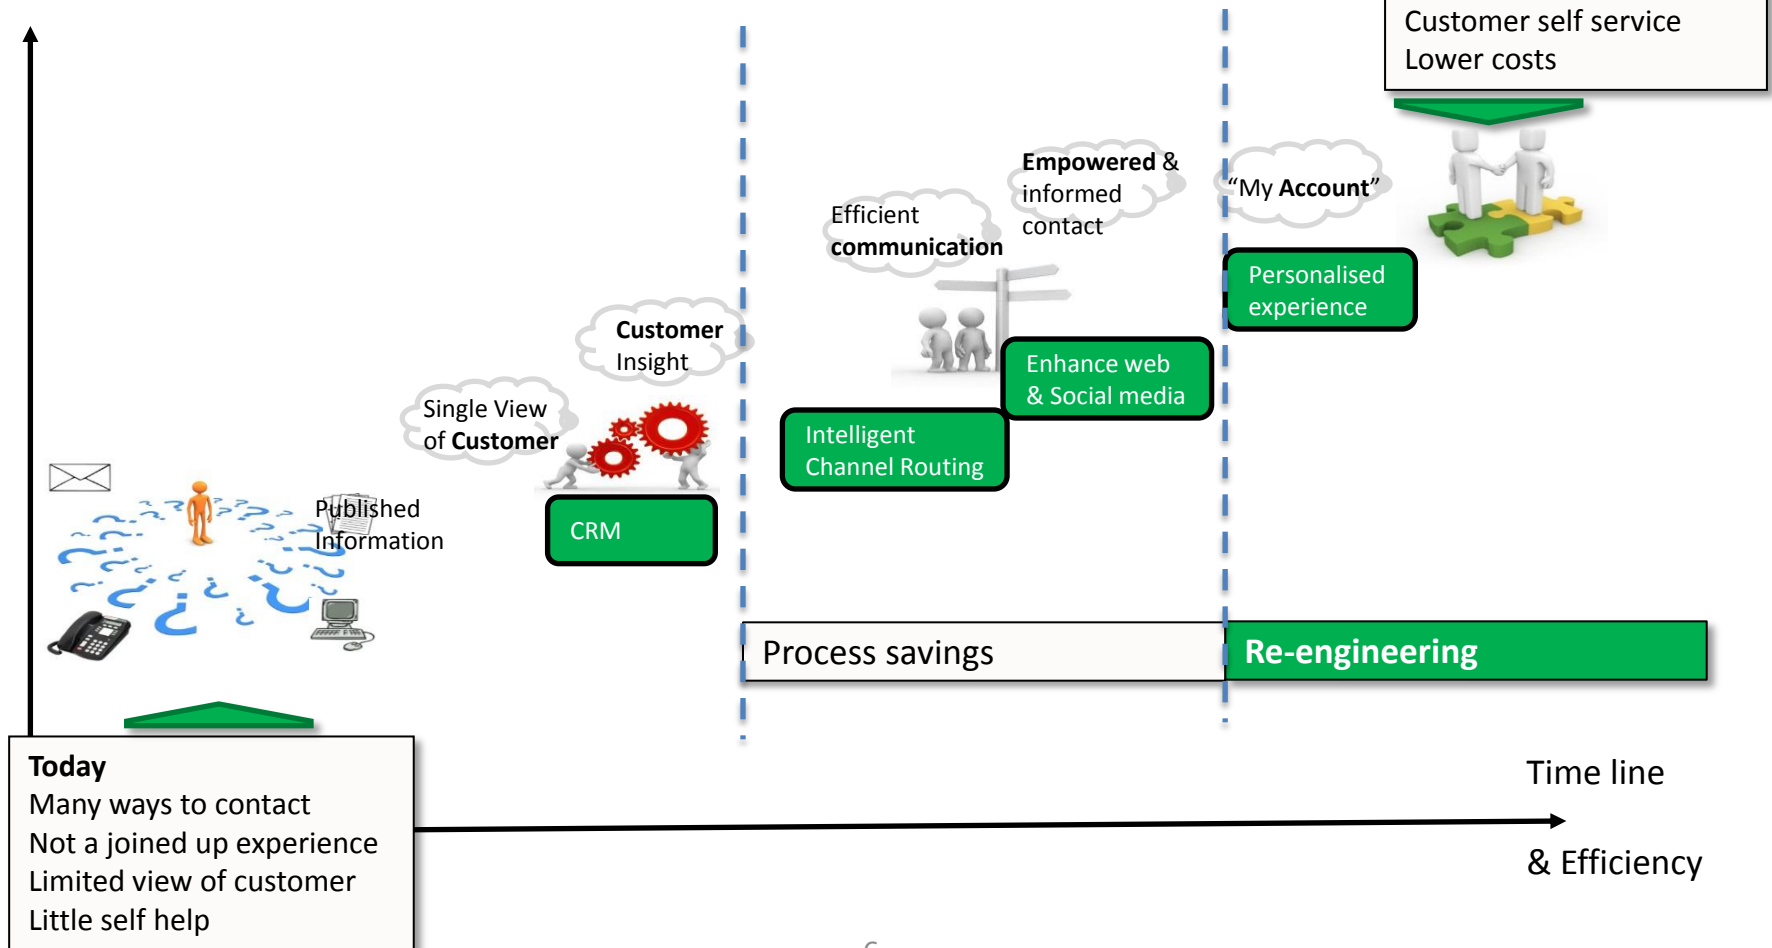 Customer self service
Lower costs
Empowered &
informed
contact
"My Account"
Efficient
communication
Personalised
experience
Customer
Insight
Enhance web
& Social media
Single View
of Customer
Intelligent
Channel Routing
Published
Information
CRM
Process savings
Re-engineering
Today
Many ways to contact
Not a joined up experience
Limited view of customer
Little self help
Time line
& Efficiency